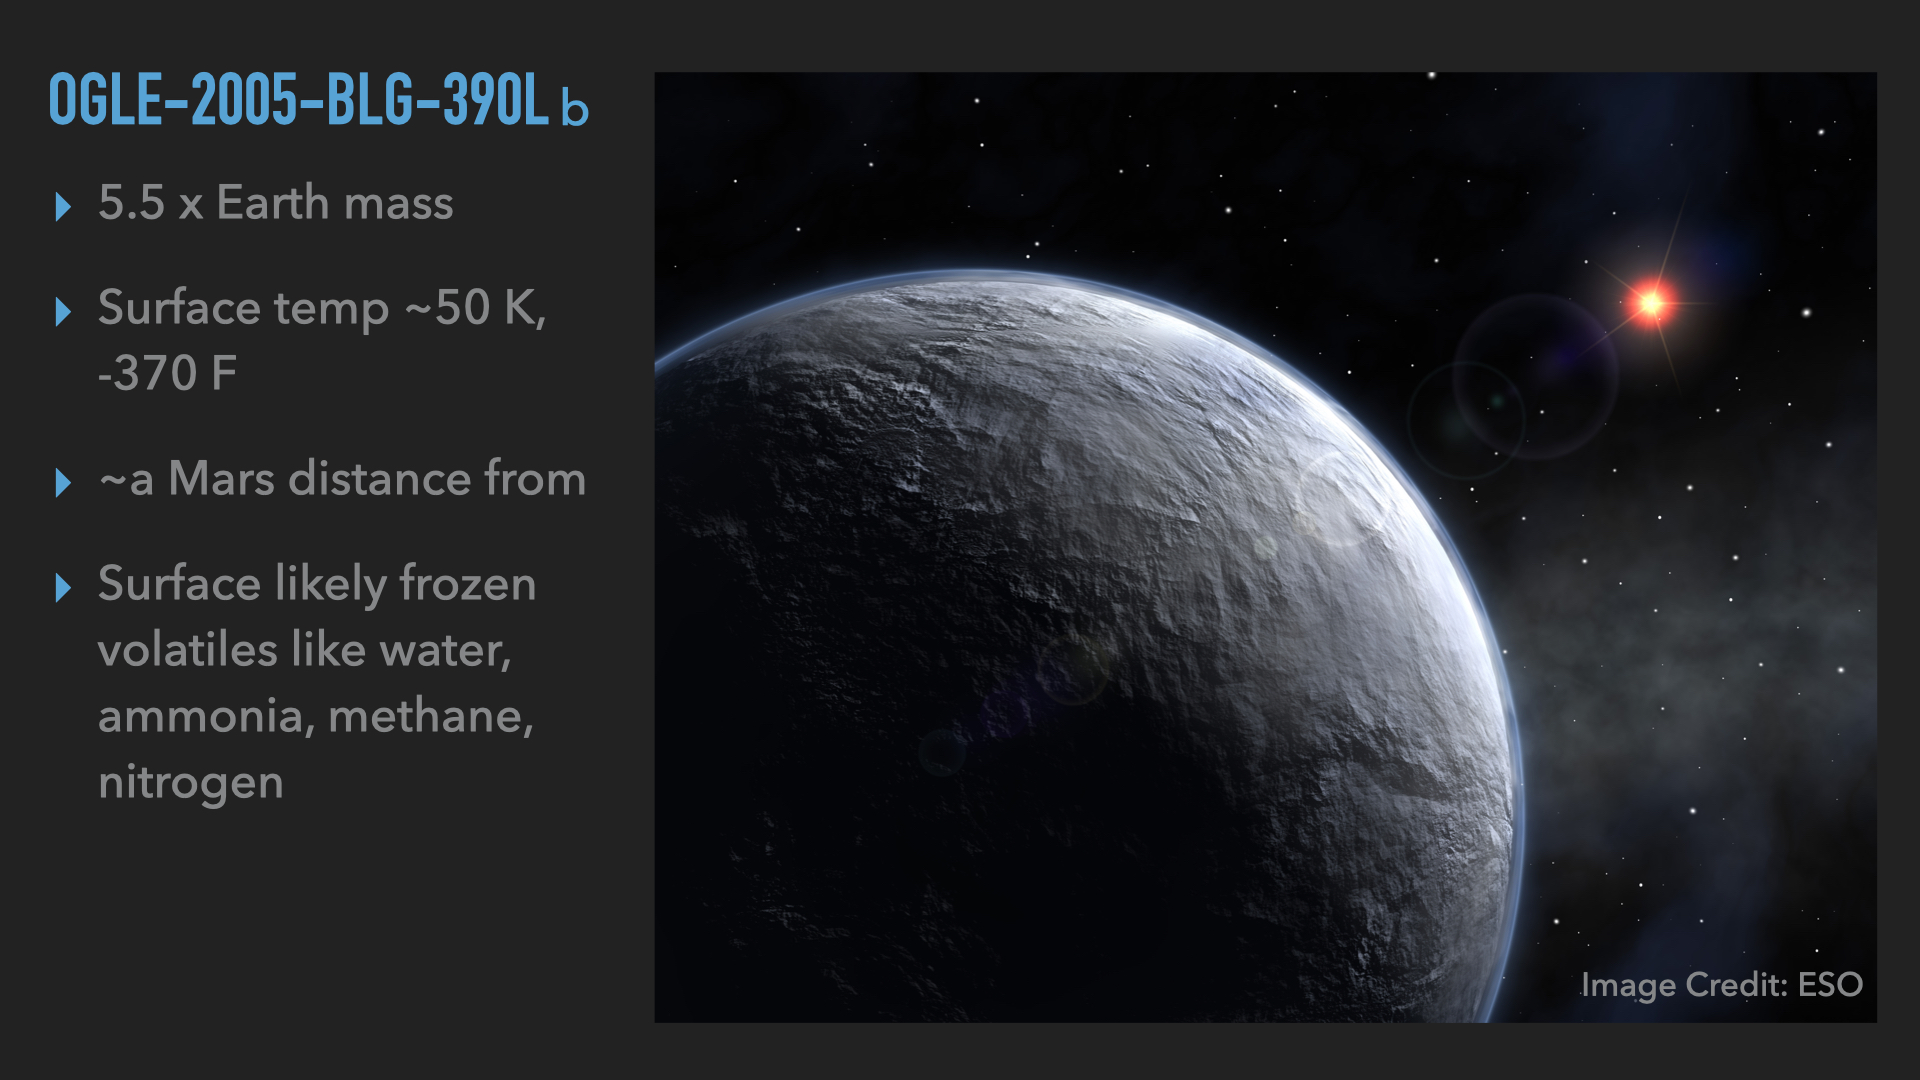 OGLE-2005-BLG-390L b
5.5 x Earth mass
Surface temp ~50 K,
-370 F
~a Mars distance from
Surface likely frozen
volatiles like water,
ammonia, methane,
nitrogen
Image Credit: ESO